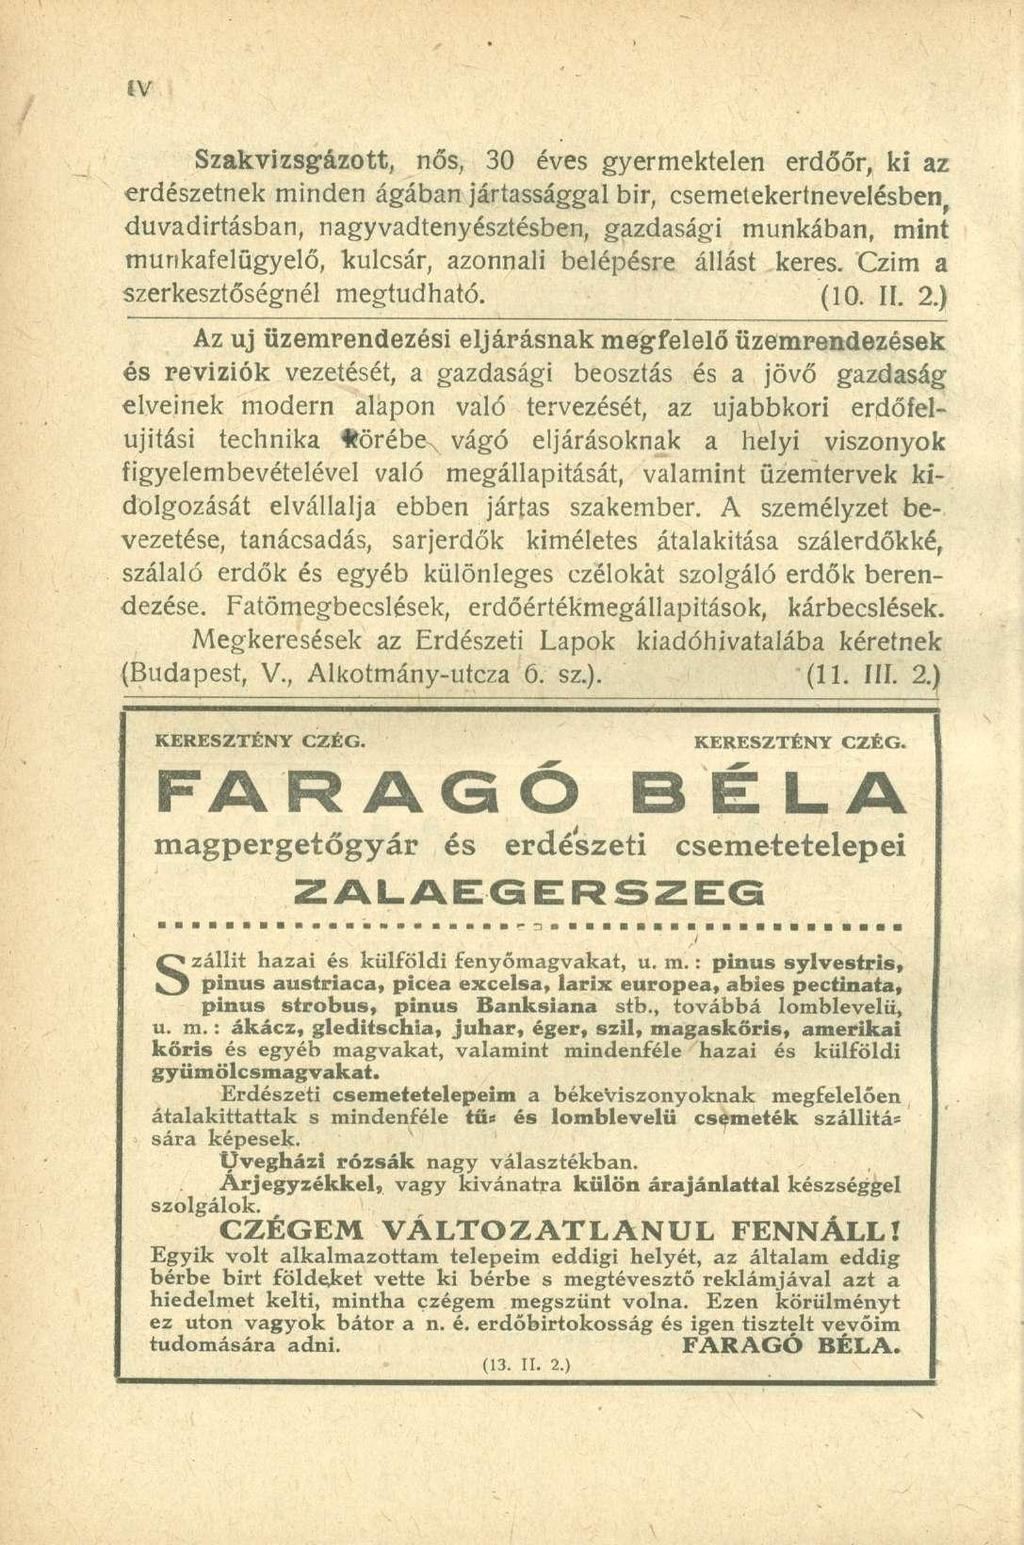 IV
Szakvizsgázott, nős, 30 éves gyermektelen erdőőr, ki az
erdészetnek minden ágában jártassággal bir, csemetekertnevelésben,
duvadirtásban, nagyvadtenyésztésben, gazdasági munkában, mint
munkafelügyelő, kulcsár, azonnali belépésre állást keres. Czim a
szerkesztőségnél megtudható. (10. II. 2.)
Az uj üzemrendezési eljárásnak megfelelő üzemrendezések
és reviziók vezetését, a gazdasági beosztás és a jövő gazdaság
elveinek modern alapon való tervezését, az ujabbkori erdőfel-
ujitási technika körébe vágó eljárásoknak a helyi viszonyok
figyelembevételével való megállapitását, valamint üzemtervek ki-
dolgozását elvállalja ebben jártas szakember. A személyzet be-
vezetése, tanácsadás, sarjerdők kiméletes átalakitása szálerdőkké,
szálaló erdők és egyéb különleges czélokat szolgáló erdők beren-
dezése. Fatömegbecslések, erdőértékmegállapitások, kárbecslések.
Megkeresések az Erdészeti Lapok kiadóhivatalába kéretnek
(Budapest, V., Alkotmány-utcza 6. sz.). (11. III. 2.)
KERESZTÉNY CZÉG. KERESZTÉNY CZÉG.
FARAGÓ BÉLA
magpergetőgyár és erdészeti csemetetelepei
ZALAEGERSZEG
Szállit hazai és külföldi fenyőmagvakat, u. m.: pinus sylvestris,
pinus austriaca, picea excelsa, larix europea, abies pectinata,
pinus strobus, pinus Banksiana stb., továbbá lomblevelü,
u. m.: ákácz, gleditschia, juhar, éger, szil, magaskőris, amerikai
kőris és egyéb magvakat, valamint mindenféle hazai és külföldi
gyümölcsmagvakat.
Erdészeti csemetetelepeim a békeviszonyoknak megfelelően
átalakittattak s mindenféle tű= és lomblevelü csemeték szállitá=
sára képesek.
Üvegházi rózsák nagy választékban.
Árjegyzékkel, vagy kivánatra külön árajánlattal készséggel
szolgálok.
CZÉGEM VÁLTOZATLANUL FENNÁLL!
Egyik volt alkalmazottam telepeim eddigi helyét, az általam eddig
bérbe birt földeket vette ki bérbe s megtévesztő reklámjával azt a
hiedelmet kelti, mintha czégem megszünt volna. Ezen körülményt
ez uton vagyok bátor a n. é. erdőbirtokosság és igen tisztelt vevőim
tudomására adni. FARAGÓ BÉLA.
(13. II. 2.)